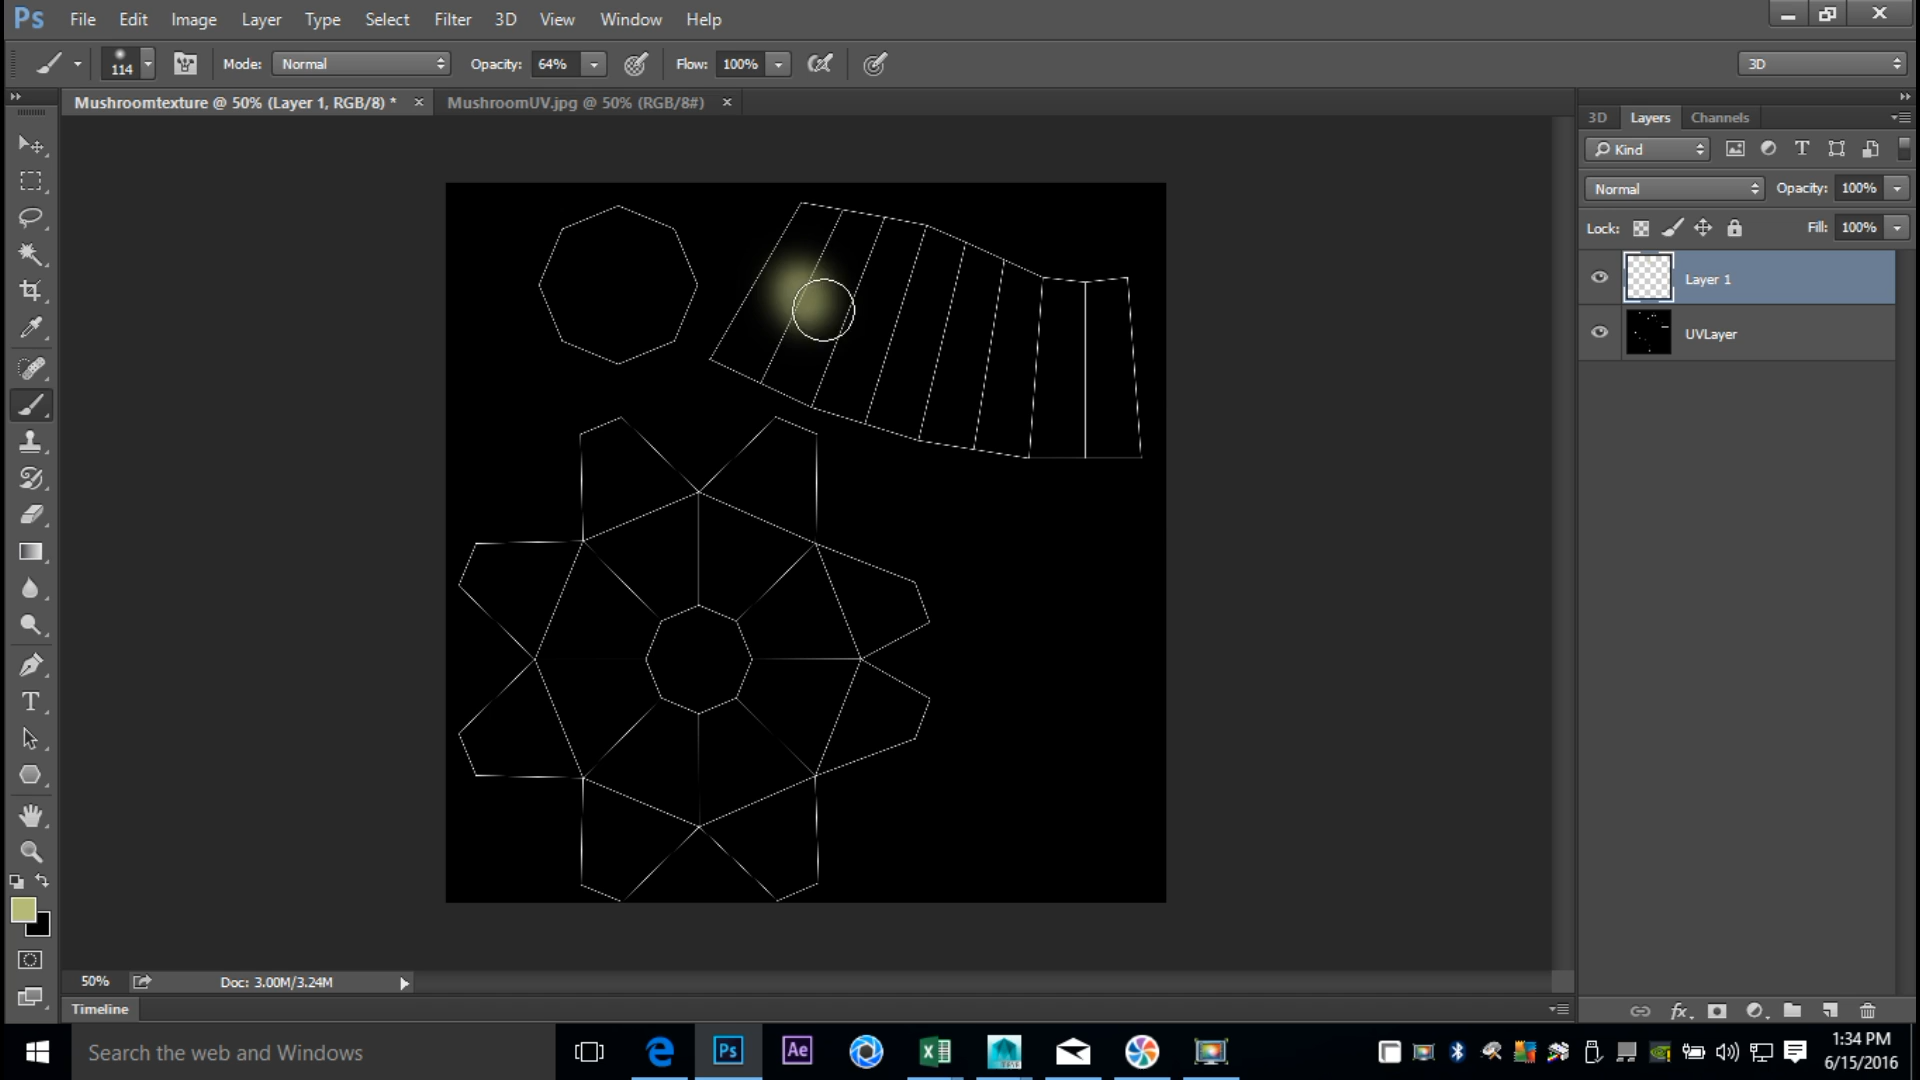 Ps File Edit Image Layer Type Select Filter 3D View Window Help
114 Mode: Normal Opacity: 64% Flow: 100% 3D
Mushroomtexture @ 50% (Layer 1, RGB/8) * × MushroomUV.jpg @ 50% (RGB/8#) ×
3D Layers Channels
Kind
Normal Opacity: 100%
Lock: Fill: 100%
Layer 1
UVLayer
50% Doc: 3.00M/3.24M
Timeline
Search the web and Windows
Ps
Ae
1:34 PM
6/15/2016